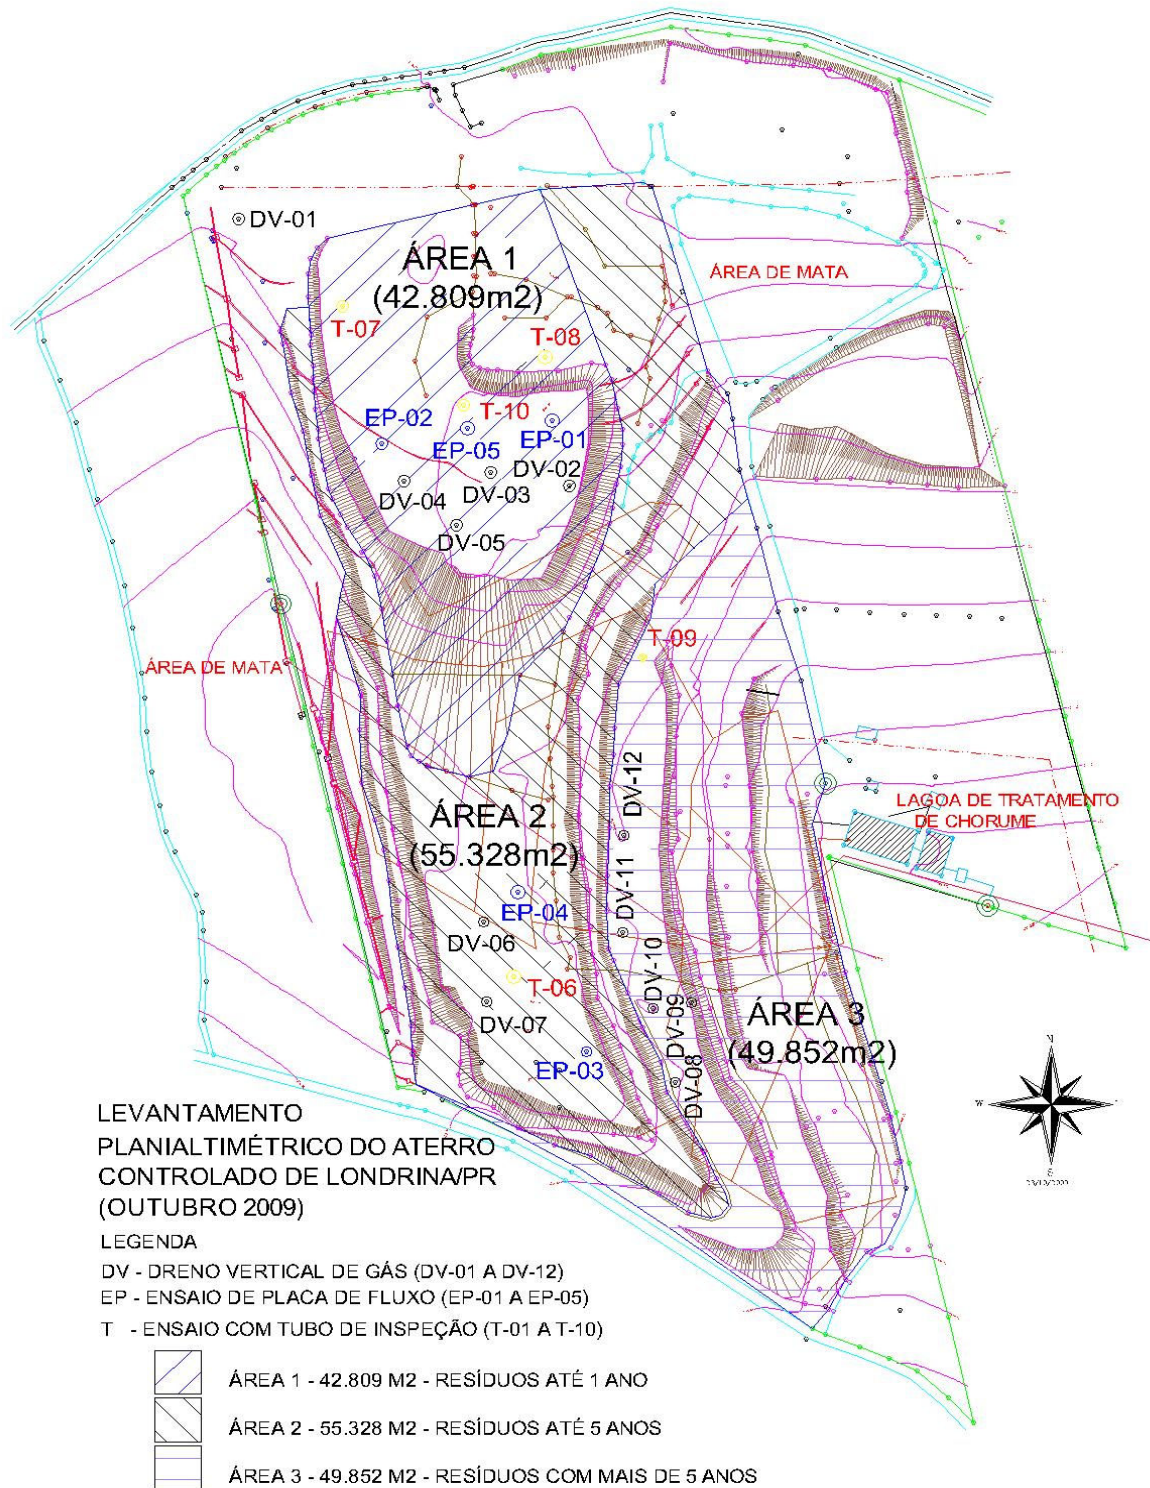 DV-01
ÁREA 1
(42.809m2)
ÁREA DE MATA
T-07
T-08
T-10
EP-02
EP-05
EP-01
DV-02
DV-03
DV-04
DV-05
T-09
ÁREA DE MATA
DV-12
LAGOA DE TRATAMENTO
DE CHORUME
ÁREA 2
(55.328m2)
DV-11
EP-04
DV-06
DV-10
T-06
DV-07
DV-09
ÁREA 3
(49.852m2)
EP-03
DV-08
N
W
S
LEVANTAMENTO
PLANIALTIMÉTRICO DO ATERRO
CONTROLADO DE LONDRINA/PR
(OUTUBRO 2009)
LEGENDA
DV - DRENO VERTICAL DE GÁS (DV-01 A DV-12)
EP - ENSAIO DE PLACA DE FLUXO (EP-01 A EP-05)
T - ENSAIO COM TUBO DE INSPEÇÃO (T-01 A T-10)
ÁREA 1 - 42.809 M2 - RESÍDUOS ATÉ 1 ANO
ÁREA 2 - 55.328 M2 - RESÍDUOS ATÉ 5 ANOS
ÁREA 3 - 49.852 M2 - RESÍDUOS COM MAIS DE 5 ANOS